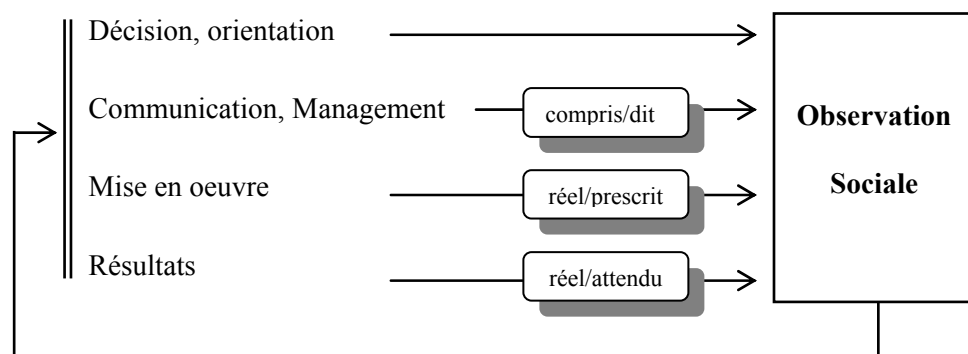 Décision, orientation
Communication, Management
compris/dit
Observation
Sociale
Mise en oeuvre
réel/prescrit
Résultats
réel/attendu